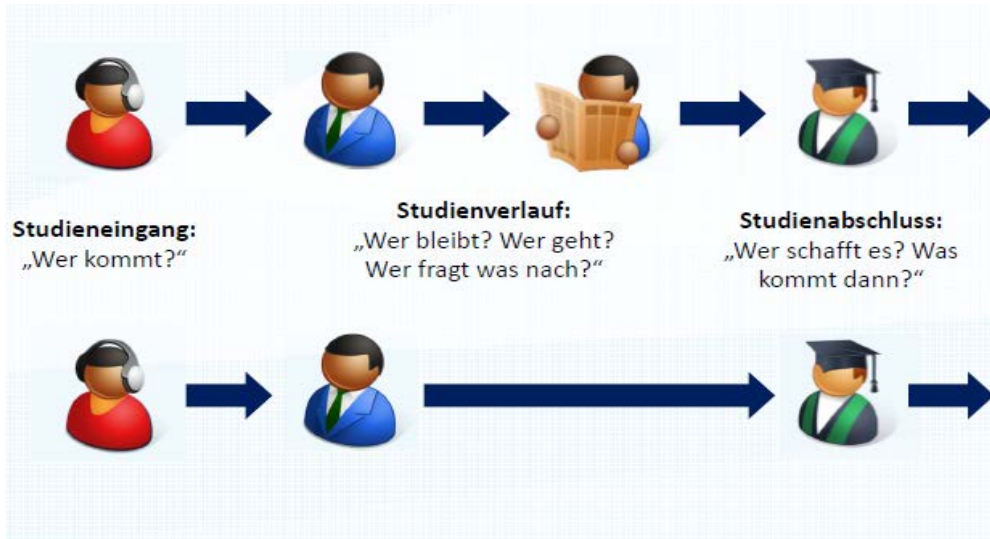 Studieneingang:
„Wer kommt?“
Studienverlauf:
„Wer bleibt? Wer geht?
Wer fragt was nach?“
Studienabschluss:
„Wer schafft es? Was
kommt dann?“